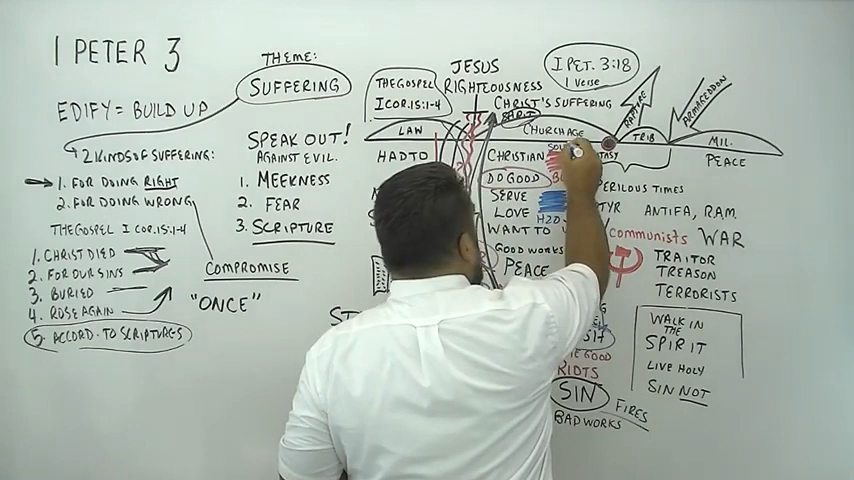 1 PETER 3
THEME:
SUFFERING
EDIFY = BUILD UP
2 KINDS OF SUFFERING:
1. FOR DOING RIGHT
2. FOR DOING WRONG
THE GOSPEL I COR.15:1-4
1. CHRIST DIED
2. FOR OUR SINS
3. BURIED
4. ROSE AGAIN
5. ACCORD. TO SCRIPTURES
SPEAK OUT!
AGAINST EVIL.
1. MEEKNESS
2. FEAR
3. SCRIPTURE
COMPROMISE
"ONCE"
THE GOSPEL
I COR.15:1-4
JESUS
RIGHTEOUSNESS
CHRIST'S SUFFERING
I PET. 3:18
1 Verse
LAW
CHURCH AGE
RAPTURE
TRIB
ARMAGEDDON
MIL.
PEACE
HAD TO
CHRISTIAN
DO GOOD
SERVE
LOVE
H2O
WANT TO
GOOD WORKS
PEACE
PERILOUS TIMES
ANTIFA, RAM.
COMMUNISTS
WAR
TRAITOR
TREASON
TERRORISTS
WALK IN
THE
SPIRIT
LIVE HOLY
SIN NOT
SIN
FIRES
BAD WORKS